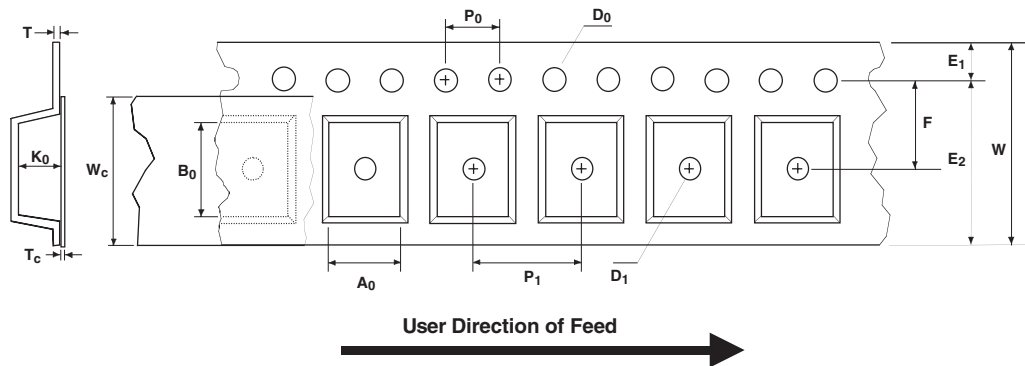 T
P0
D0
E1
K0
Wc
B0
F
E2
W
Tc
A0
P1
D1
User Direction of Feed